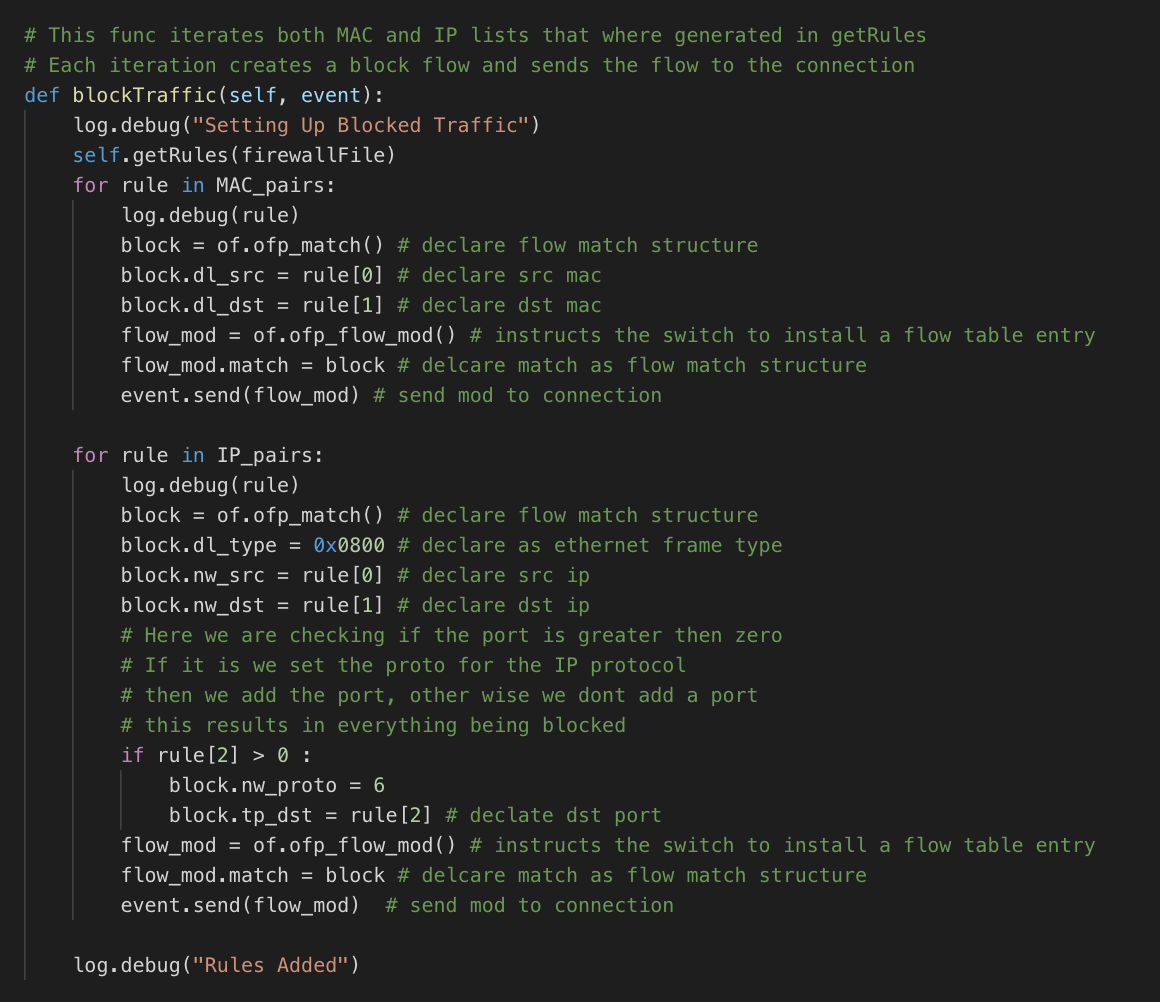 # This func iterates both MAC and IP lists that where generated in getRules
# Each iteration creates a block flow and sends the flow to the connection
def blockTraffic(self, event):
    log.debug("Setting Up Blocked Traffic")
    self.getRules(firewallFile)
    for rule in MAC_pairs:
        log.debug(rule)
        block = of.ofp_match() # declare flow match structure
        block.dl_src = rule[0] # declare src mac
        block.dl_dst = rule[1] # declare dst mac
        flow_mod = of.ofp_flow_mod() # instructs the switch to install a flow table entry
        flow_mod.match = block # delcare match as flow match structure
        event.send(flow_mod) # send mod to connection

    for rule in IP_pairs:
        log.debug(rule)
        block = of.ofp_match() # declare flow match structure
        block.dl_type = 0x0800 # declare as ethernet frame type
        block.nw_src = rule[0] # declare src ip
        block.nw_dst = rule[1] # declare dst ip
        # Here we are checking if the port is greater then zero
        # If it is we set the proto for the IP protocol
        # then we add the port, other wise we dont add a port
        # this results in everything being blocked
        if rule[2] > 0 :
            block.nw_proto = 6
            block.tp_dst = rule[2] # declate dst port
        flow_mod = of.ofp_flow_mod() # instructs the switch to install a flow table entry
        flow_mod.match = block # delcare match as flow match structure
        event.send(flow_mod)  # send mod to connection

    log.debug("Rules Added")